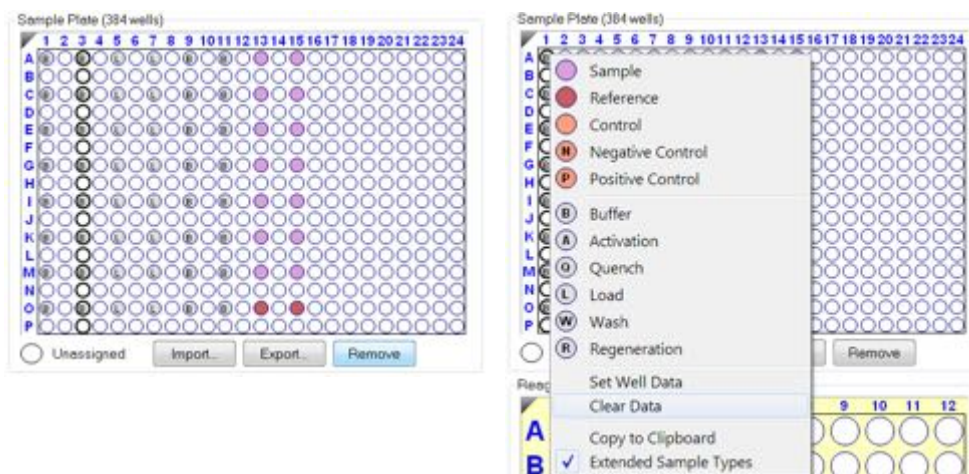 Sample Plate (384 wells)
1 2 3 4 5 6 7 8 9 10 11 12 13 14 15 16 17 18 19 20 21 22 23 24
A
B
C
D
E
F
G
H
I
J
K
L
M
N
O
P
Unassigned Import... Export... Remove
Sample Plate (384 wells)
1 2 3 4 5 6 7 8 9 10 11 12 13 14 15 16 17 18 19 20 21 22 23 24
A
B
C
D
E
F
G
H
I
J
K
L
M
N
O
P
Sample
Reference
Control
N Negative Control
P Positive Control
B Buffer
A Activation
Q Quench
L Load
W Wash
R Regeneration
Set Well Data
Clear Data
Copy to Clipboard
✓ Extended Sample Types
Remove
Reag
9 10 11 12
A
B